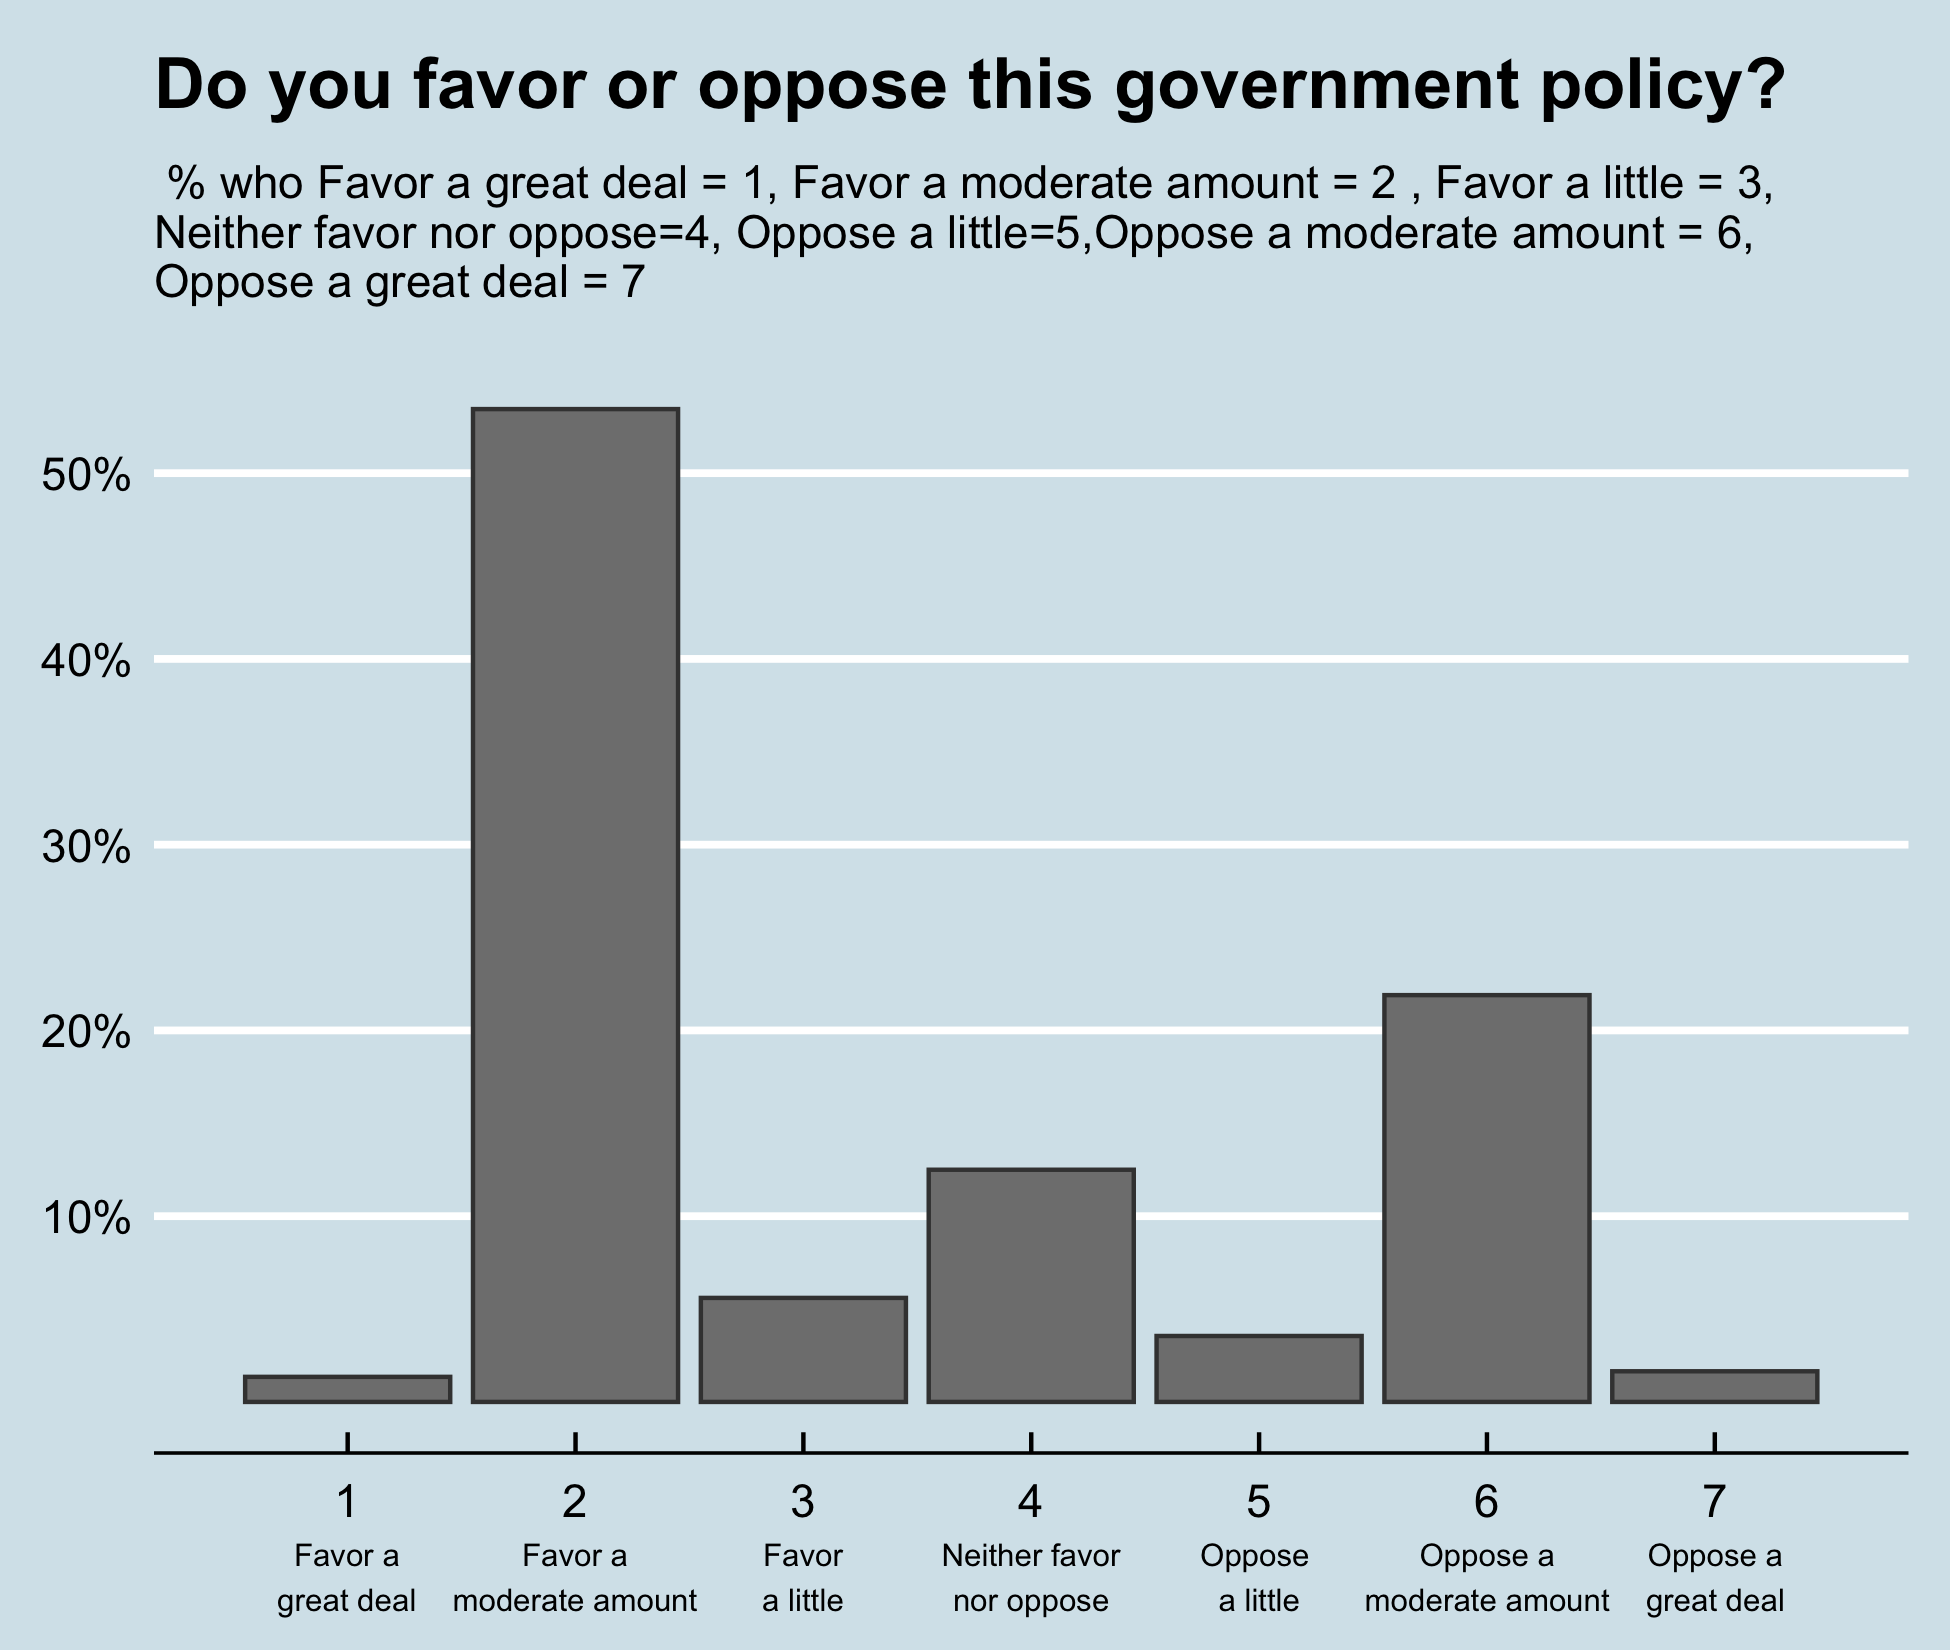 Do you favor or oppose this government policy?
% who Favor a great deal = 1, Favor a moderate amount = 2 , Favor a little = 3,
Neither favor nor oppose=4, Oppose a little=5,Oppose a moderate amount = 6,
Oppose a great deal = 7
50%
40%
30%
20%
10%
1 2 3 4 5 6 7
Favor a Favor a Favor Neither favor Oppose Oppose a Oppose a
great deal moderate amount a little nor oppose a little moderate amount great deal